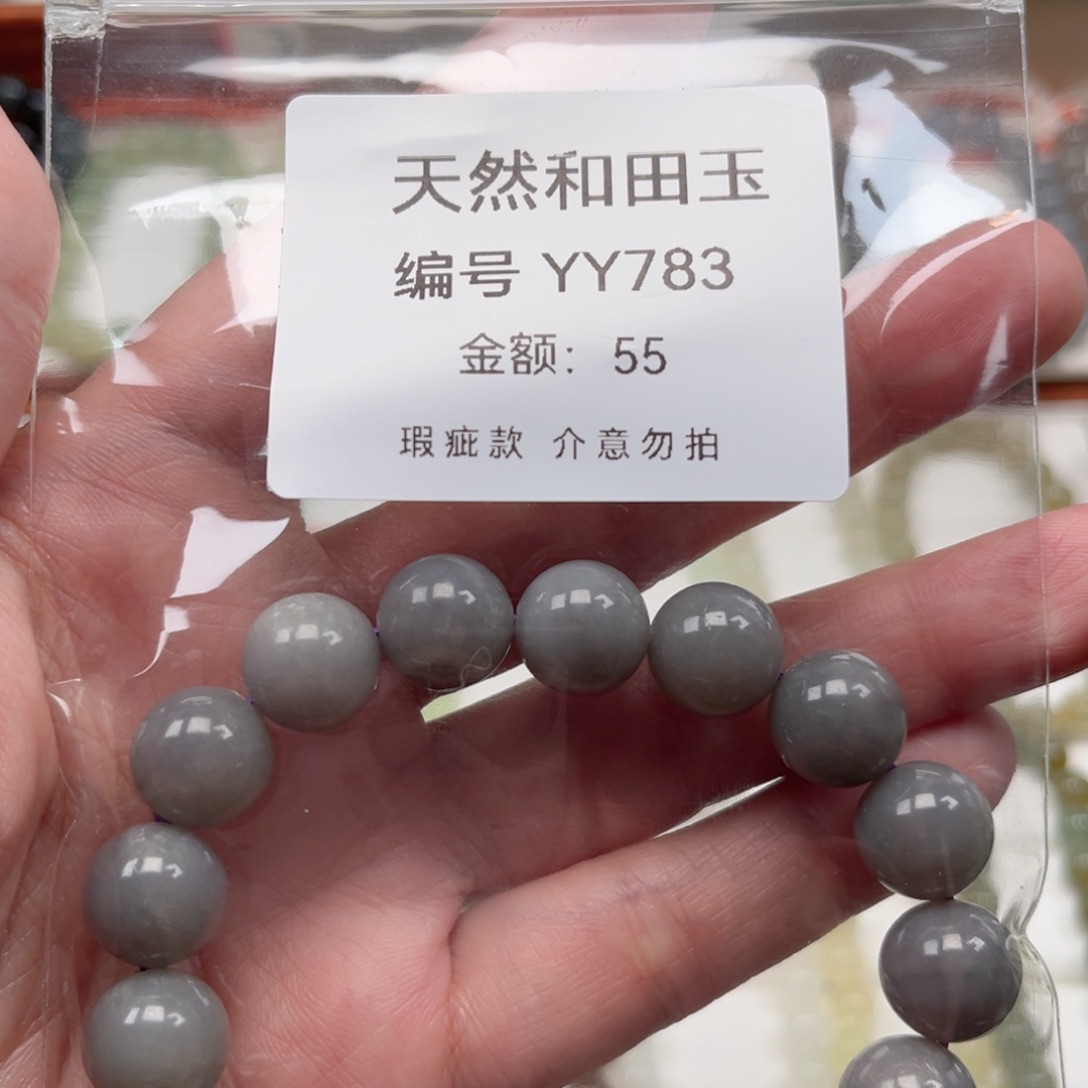 天然和田玉
编号 YY783
金额：55
瑕疵款 介意勿拍